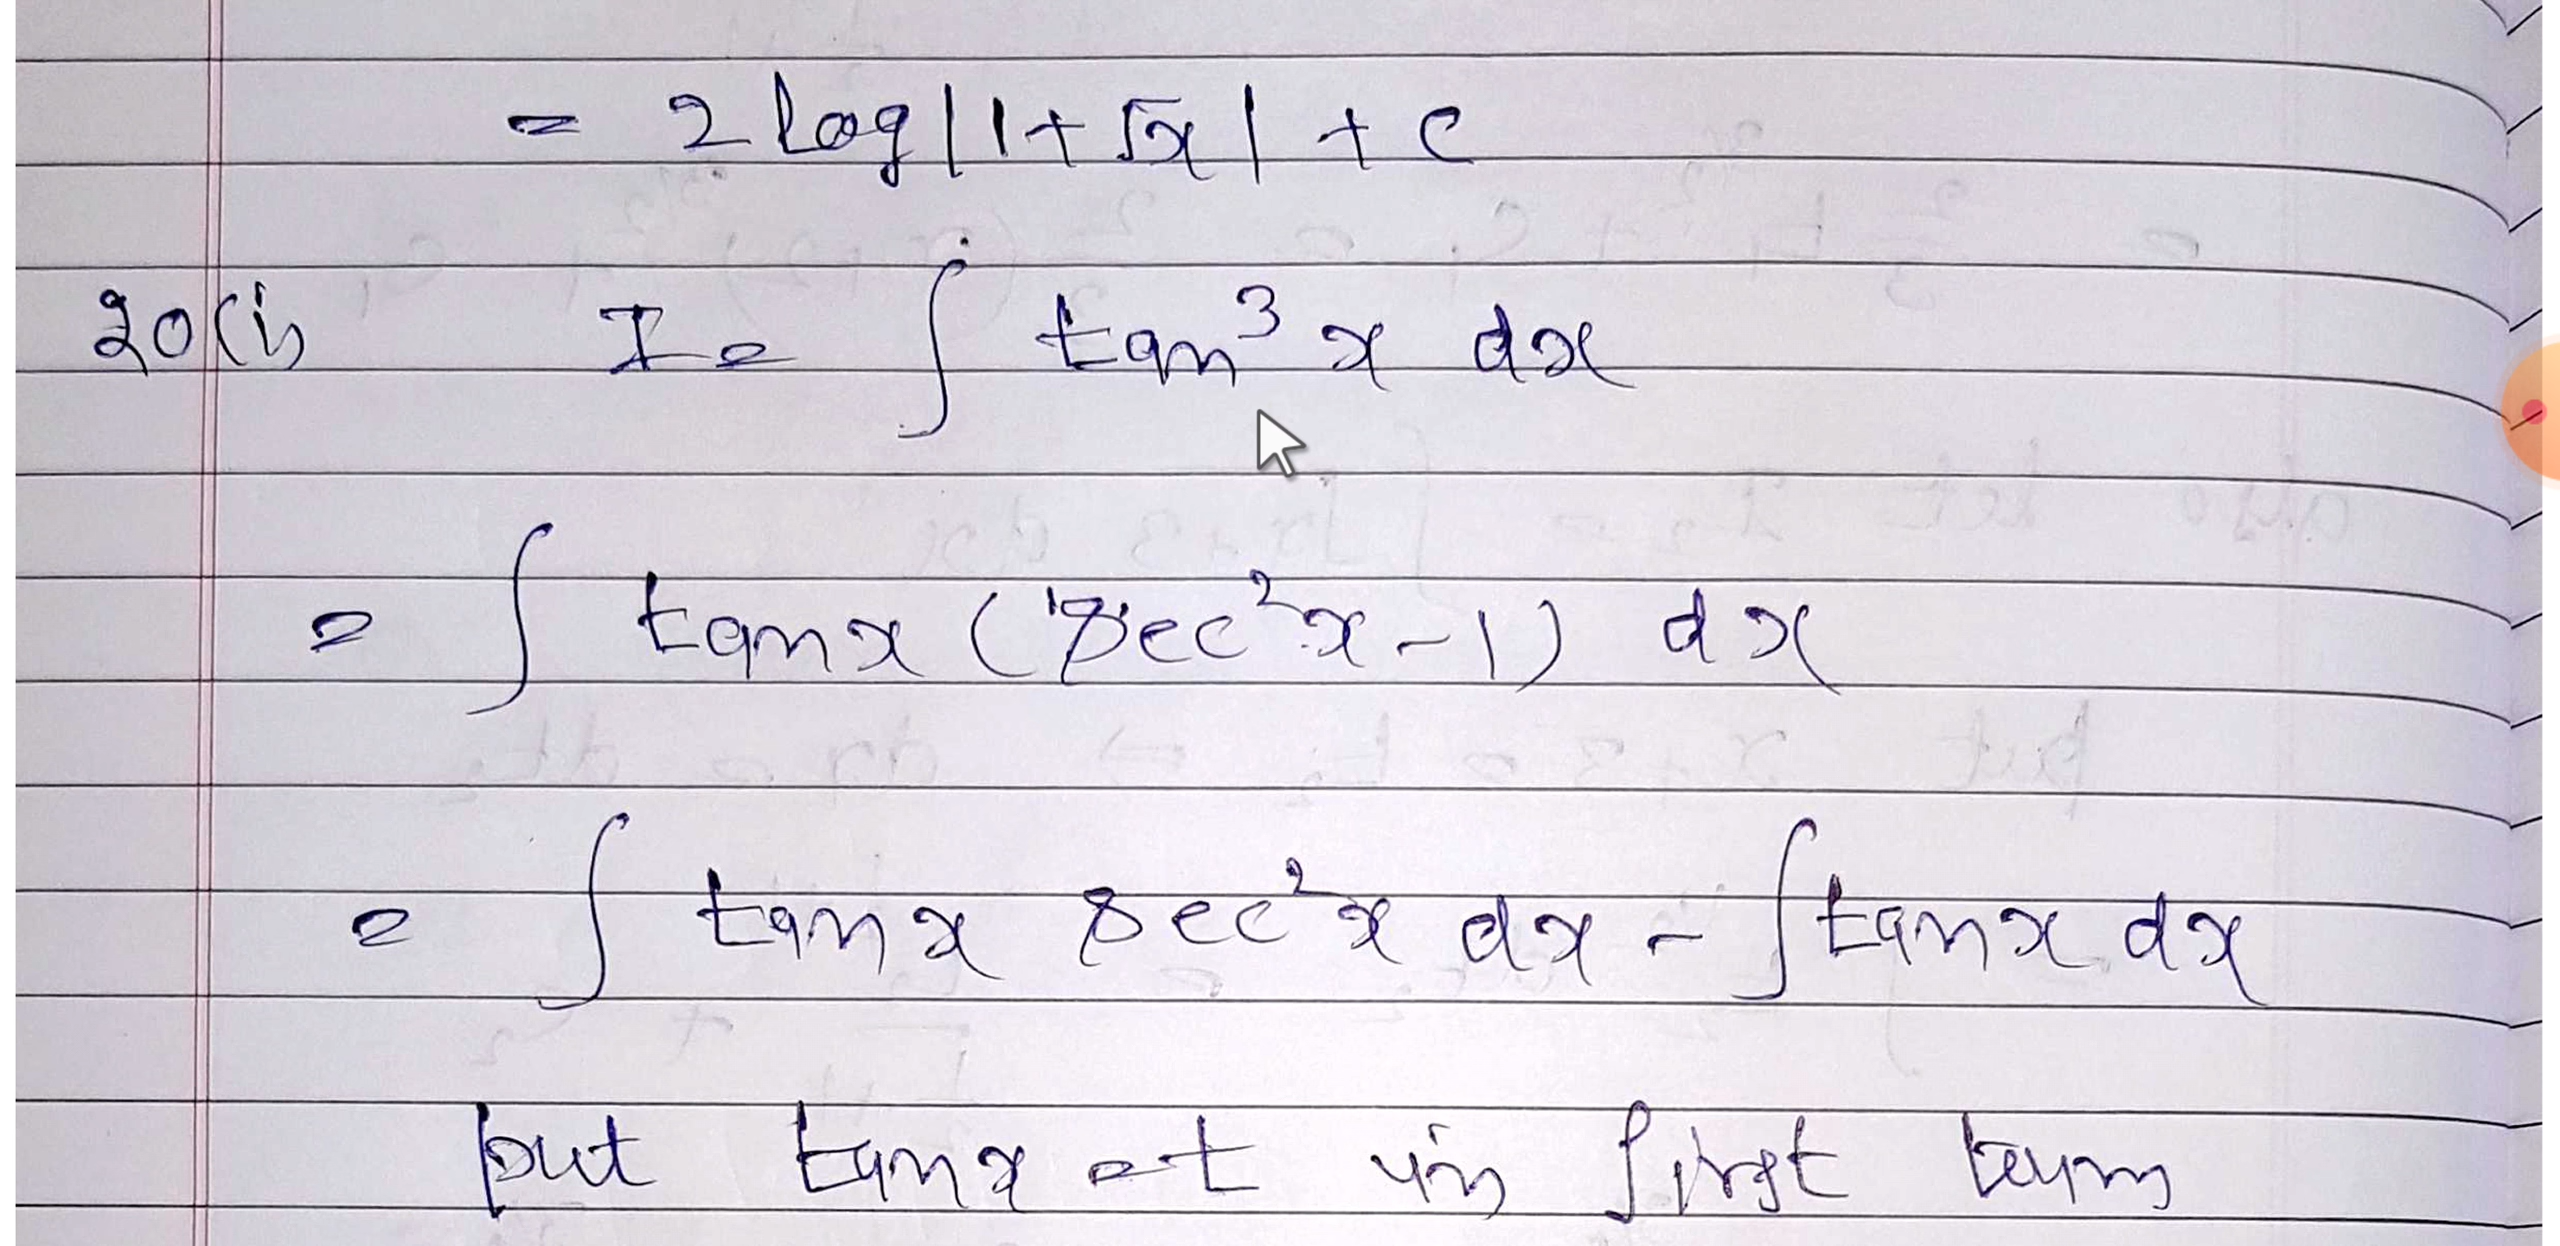 = 2 log|1+√x| + c
20(i) I = ∫ tan³x dx
= ∫ tanx (sec²x-1) dx
= ∫ tanx sec²x dx - ∫tanx dx
put tanx = t in first term